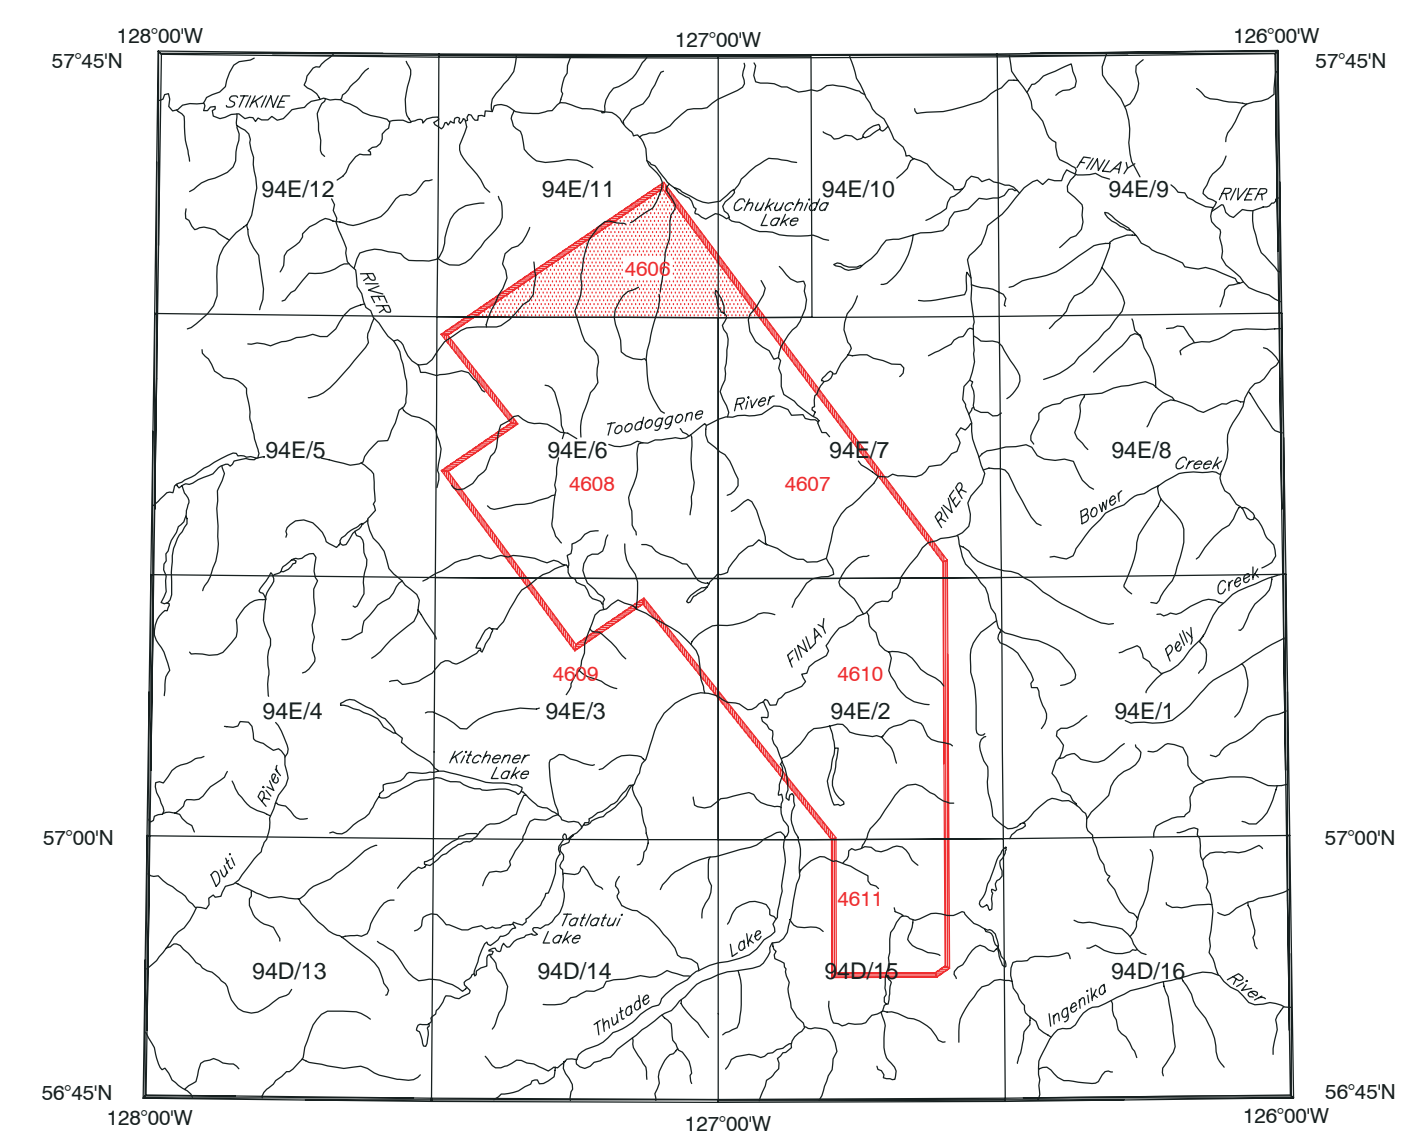 128°00'W
127°00'W
126°00'W
57°45'N
57°45'N
STIKINE
FINLAY
94E/12
94E/11
94E/10
94E/9
RIVER
Chukuchida
Lake
4606
RIVER
Toodoggone
River
94E/5
94E/6
94E/7
94E/8
Creek
4608
4607
RIVER
Bower
Creek
FINLAY
Pelly
4609
4610
94E/4
94E/3
94E/2
94E/1
Kitchener
Lake
River
57°00'N
57°00'N
Duti
4611
Tatlatui
Lake
Lake
94D/13
94D/14
94D/15
94D/16
River
Ingenika
Thutade
56°45'N
56°45'N
128°00'W
127°00'W
126°00'W